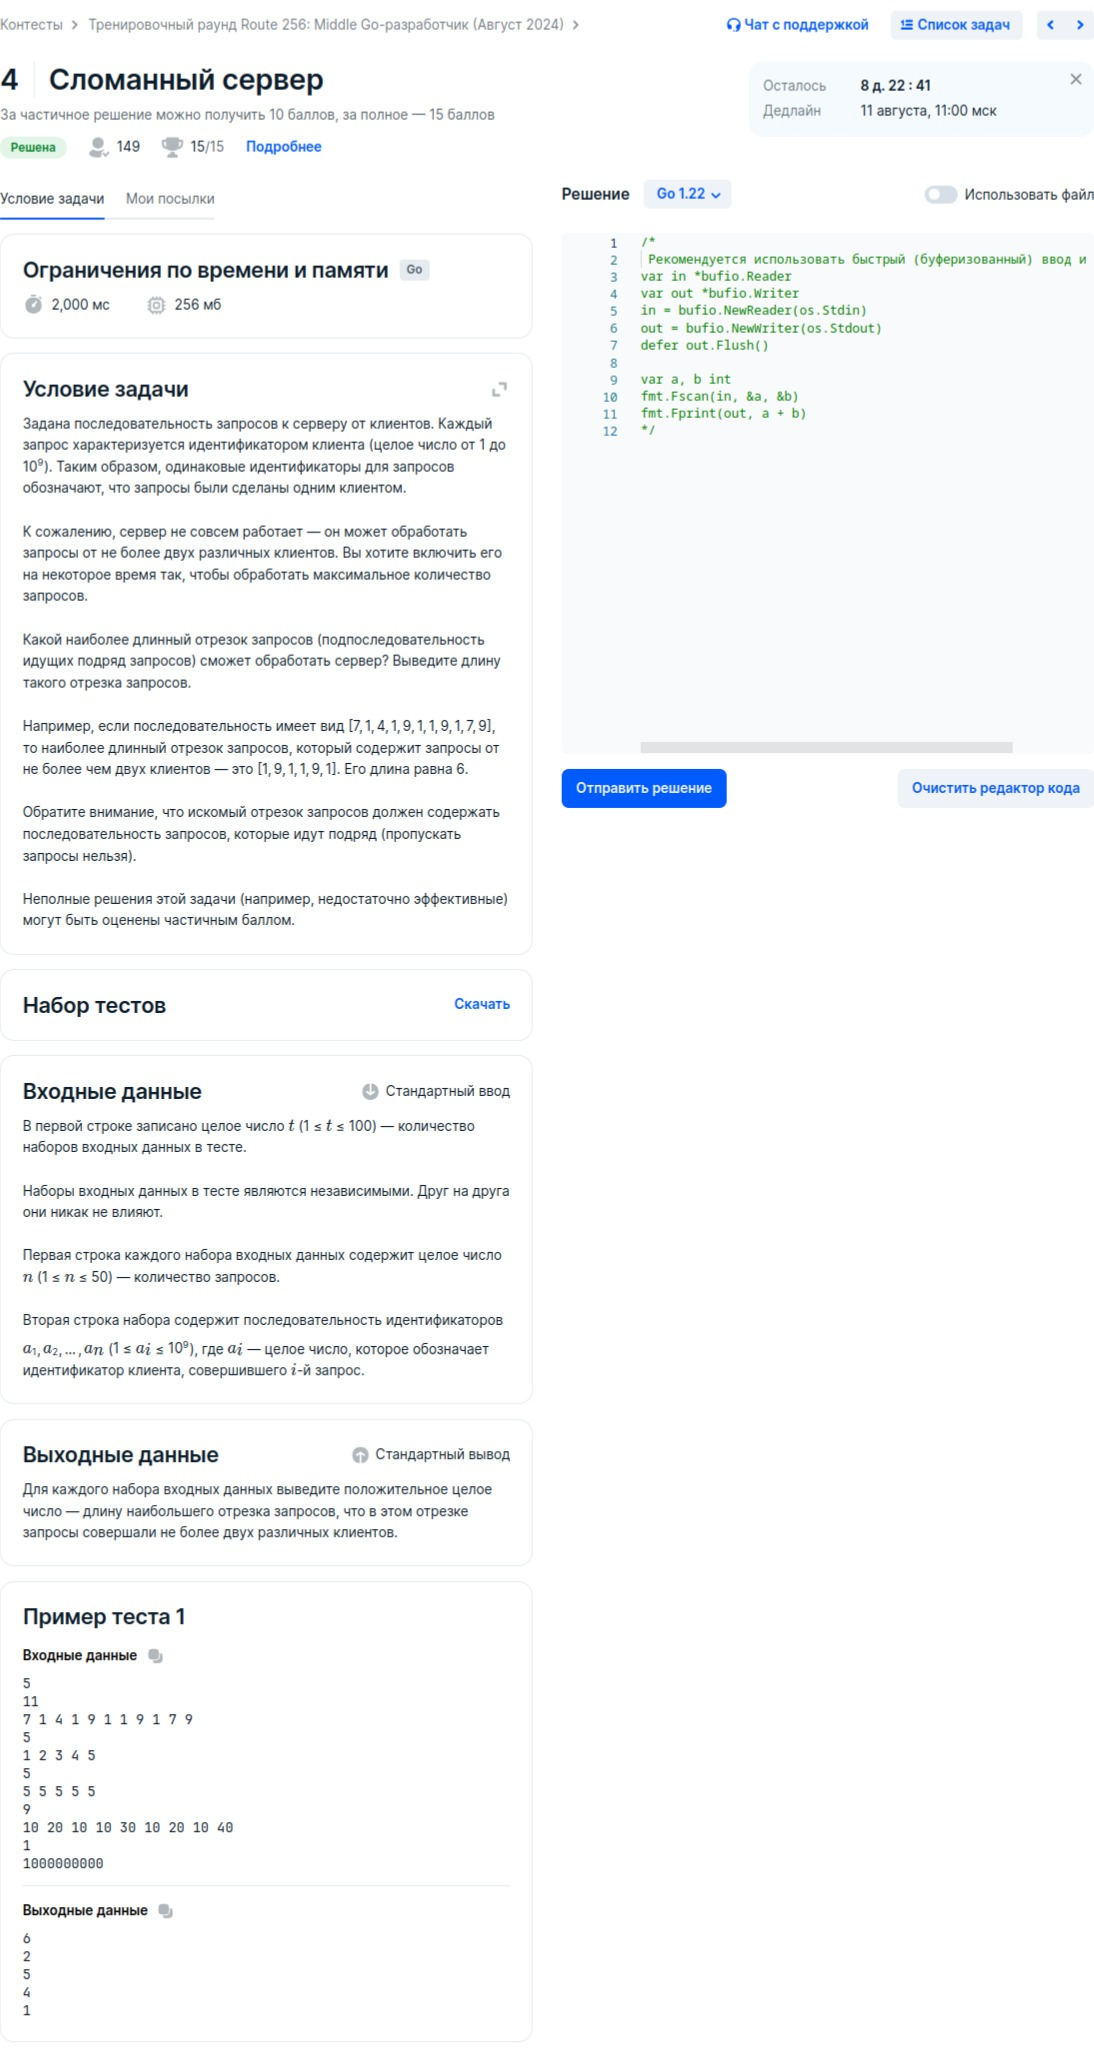 Контесты > Тренировочный раунд Route 256: Middle Go-разработчик (Август 2024) >
Чат с поддержкой
Список задач
4 Сломанный сервер
За частичное решение можно получить 10 баллов, за полное — 15 баллов
Решена 149 15/15 Подробнее
Осталось 8 д. 22 : 41
Дедлайн 11 августа, 11:00 мск
Условие задачи Мои посылки
Ограничения по времени и памяти Go
2,000 мс 256 мб
Условие задачи
Задана последовательность запросов к серверу от клиентов. Каждый
запрос характеризуется идентификатором клиента (целое число от 1 до
10⁹). Таким образом, одинаковые идентификаторы для запросов
обозначают, что запросы были сделаны одним клиентом.
К сожалению, сервер не совсем работает — он может обработать
запросы от не более двух различных клиентов. Вы хотите включить его
на некоторое время так, чтобы обработать максимальное количество
запросов.
Какой наиболее длинный отрезок запросов (подпоследовательность
идущих подряд запросов) сможет обработать сервер? Выведите длину
такого отрезка запросов.
Например, если последовательность имеет вид [7, 1, 4, 1, 9, 1, 1, 9, 1, 7, 9],
то наиболее длинный отрезок запросов, который содержит запросы от
не более чем двух клиентов — это [1, 9, 1, 1, 9, 1]. Его длина равна 6.
Обратите внимание, что искомый отрезок запросов должен содержать
последовательность запросов, которые идут подряд (пропускать
запросы нельзя).
Неполные решения этой задачи (например, недостаточно эффективные)
могут быть оценены частичным баллом.
Набор тестов Скачать
Входные данные Стандартный ввод
В первой строке записано целое число t (1 ≤ t ≤ 100) — количество
наборов входных данных в тесте.
Наборы входных данных в тесте являются независимыми. Друг на друга
они никак не влияют.
Первая строка каждого набора входных данных содержит целое число
n (1 ≤ n ≤ 50) — количество запросов.
Вторая строка набора содержит последовательность идентификаторов
a₁, a₂, ..., aₙ (1 ≤ aᵢ ≤ 10⁹), где aᵢ — целое число, которое обозначает
идентификатор клиента, совершившего i-й запрос.
Выходные данные Стандартный вывод
Для каждого набора входных данных выведите положительное целое
число — длину наибольшего отрезка запросов, что в этом отрезке
запросы совершали не более двух различных клиентов.
Пример теста 1
Входные данные
5
11
7 1 4 1 9 1 1 9 1 7 9
5
1 2 3 4 5
5
5 5 5 5 5
9
10 20 10 10 30 10 20 10 40
1
1000000000
Выходные данные
6
2
5
4
1
Решение Go 1.22 Использовать файл
1 /*
2 Рекомендуется использовать быстрый (буферизованный) ввод и
3 var in *bufio.Reader
4 var out *bufio.Writer
5 in = bufio.NewReader(os.Stdin)
6 out = bufio.NewWriter(os.Stdout)
7 defer out.Flush()
8
9 var a, b int
10 fmt.Fscan(in, &a, &b)
11 fmt.Fprint(out, a + b)
12 */
Отправить решение Очистить редактор кода